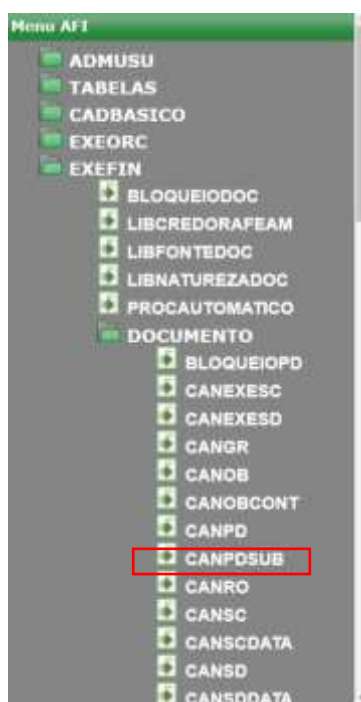 Menu AFI
ADMUSU
TABELAS
CADBASICO
EXEORC
EXEFIN
BLOQUEIODOC
LIBCREDORAFEAM
LIBFONTEDOC
LIBNATUREZADOC
PROCAUTOMATICO
DOCUMENTO
BLOQUEIOPD
CANEXESC
CANEXESD
CANGR
CANOB
CANOBCONT
CANPD
CANPDSUB
CANRO
CANSC
CANSCDATA
CANSD
CANSDDATA